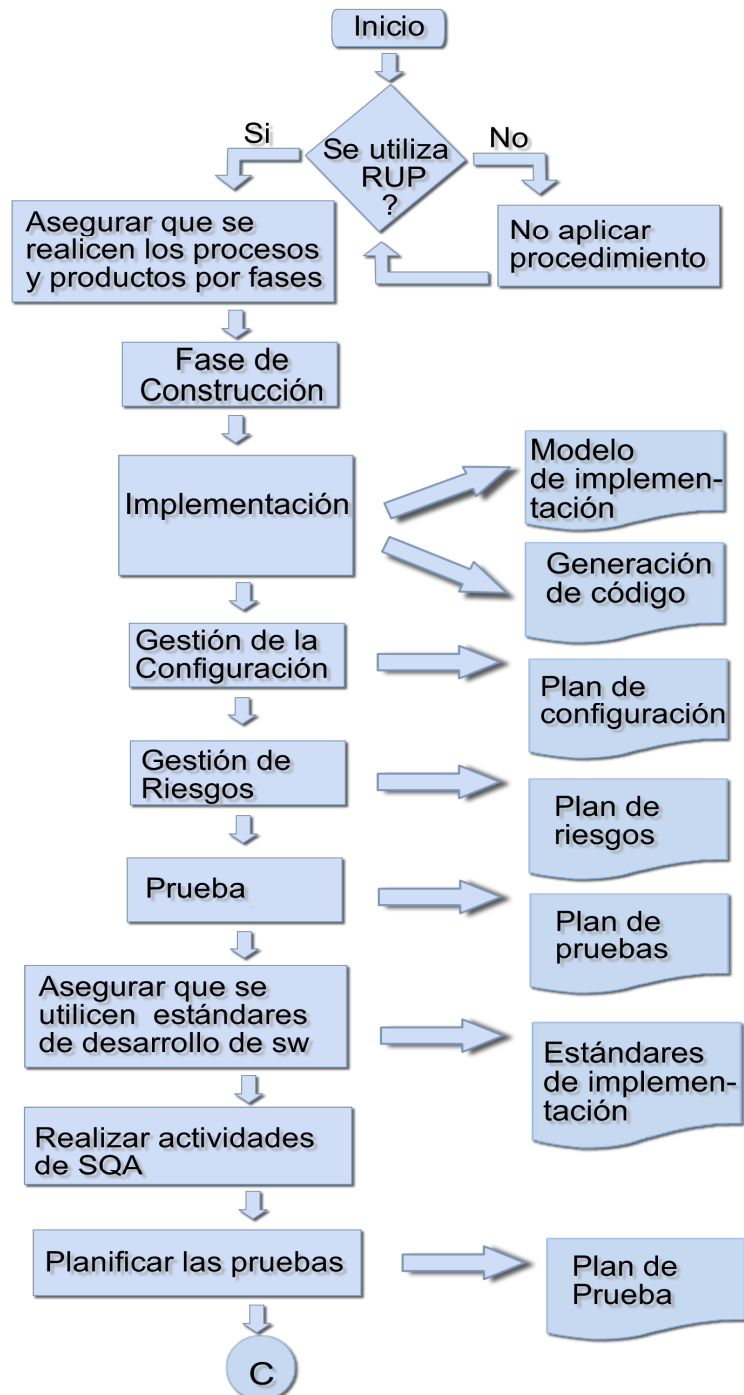 Inicio
Si
No
Se utiliza
RUP
?
Asegurar que se
realicen los procesos
y productos por fases
No aplicar
procedimiento
Fase de
Construcción
Implementación
Modelo
de implemen-
tación
Generación
de código
Gestión de la
Configuración
Plan de
configuración
Gestión de
Riesgos
Plan de
riesgos
Prueba
Plan de
pruebas
Asegurar que se
utilicen estándares
de desarrollo de sw
Estándares
de implemen-
tación
Realizar actividades
de SQA
Planificar las pruebas
Plan de
Prueba
C